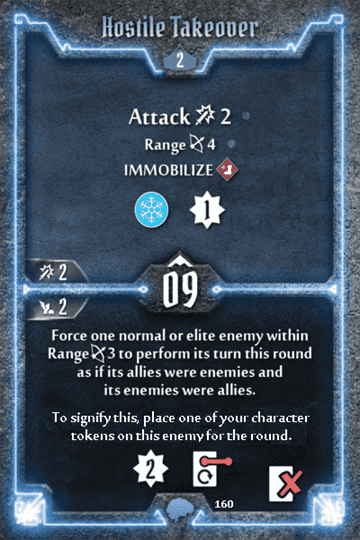 Hostile Takeover
2
Attack 2
Range 4
IMMOBILIZE
1
2
09
2
Force one normal or elite enemy within
Range 3 to perform its turn this round
as if its allies were enemies and
its enemies were allies.
To signify this, place one of your character
tokens on this enemy for the round.
2
160